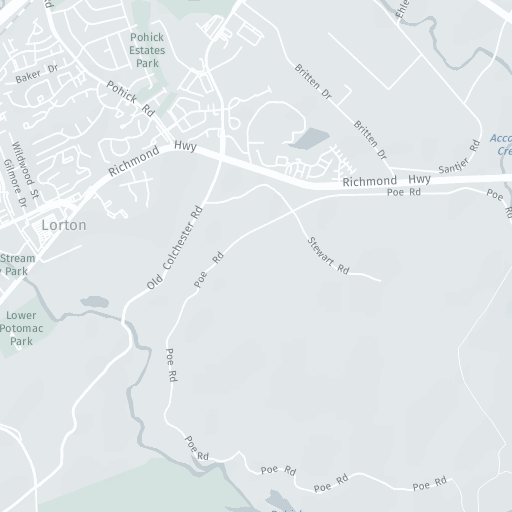 Rd
Pohick
Estates
Park
Baker Dr
Pohick Rd
Britten Dr
Britten Dr
Richmond Hwy
Santjer Rd
Richmond Hwy
Poe Rd
Poe Rd
Wildwood St
Gilmore Dr
Lorton
Old Colchester Rd
Poe Rd
Stewart Rd
Stream
Park
Lower
Potomac
Park
Poe Rd
Poe Rd
Poe Rd
Poe Rd
Poe Rd